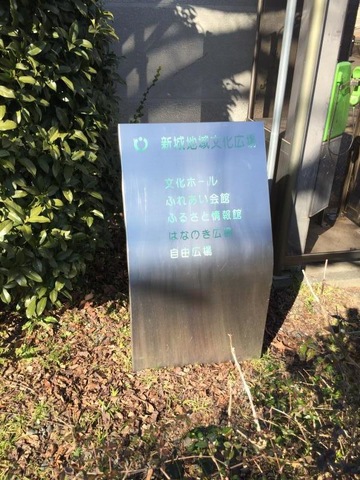 新城地域文化広場
文化ホール
ふれあい会館
ふるさと情報館
はなのき広場
自由広場